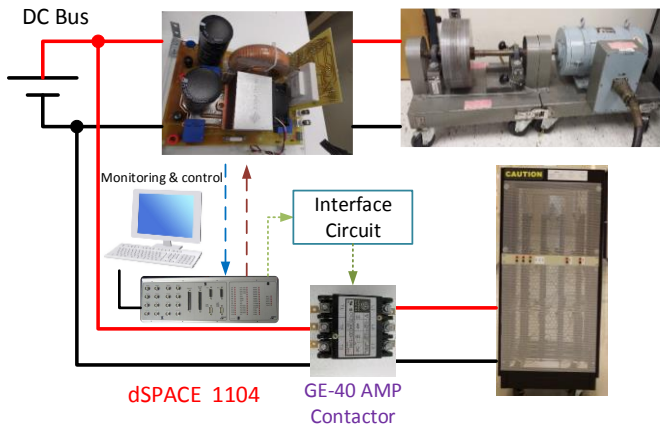 DC Bus
Monitoring & control
Interface
Circuit
CAUTION
dSPACE 1104
GE-40 AMP
Contactor